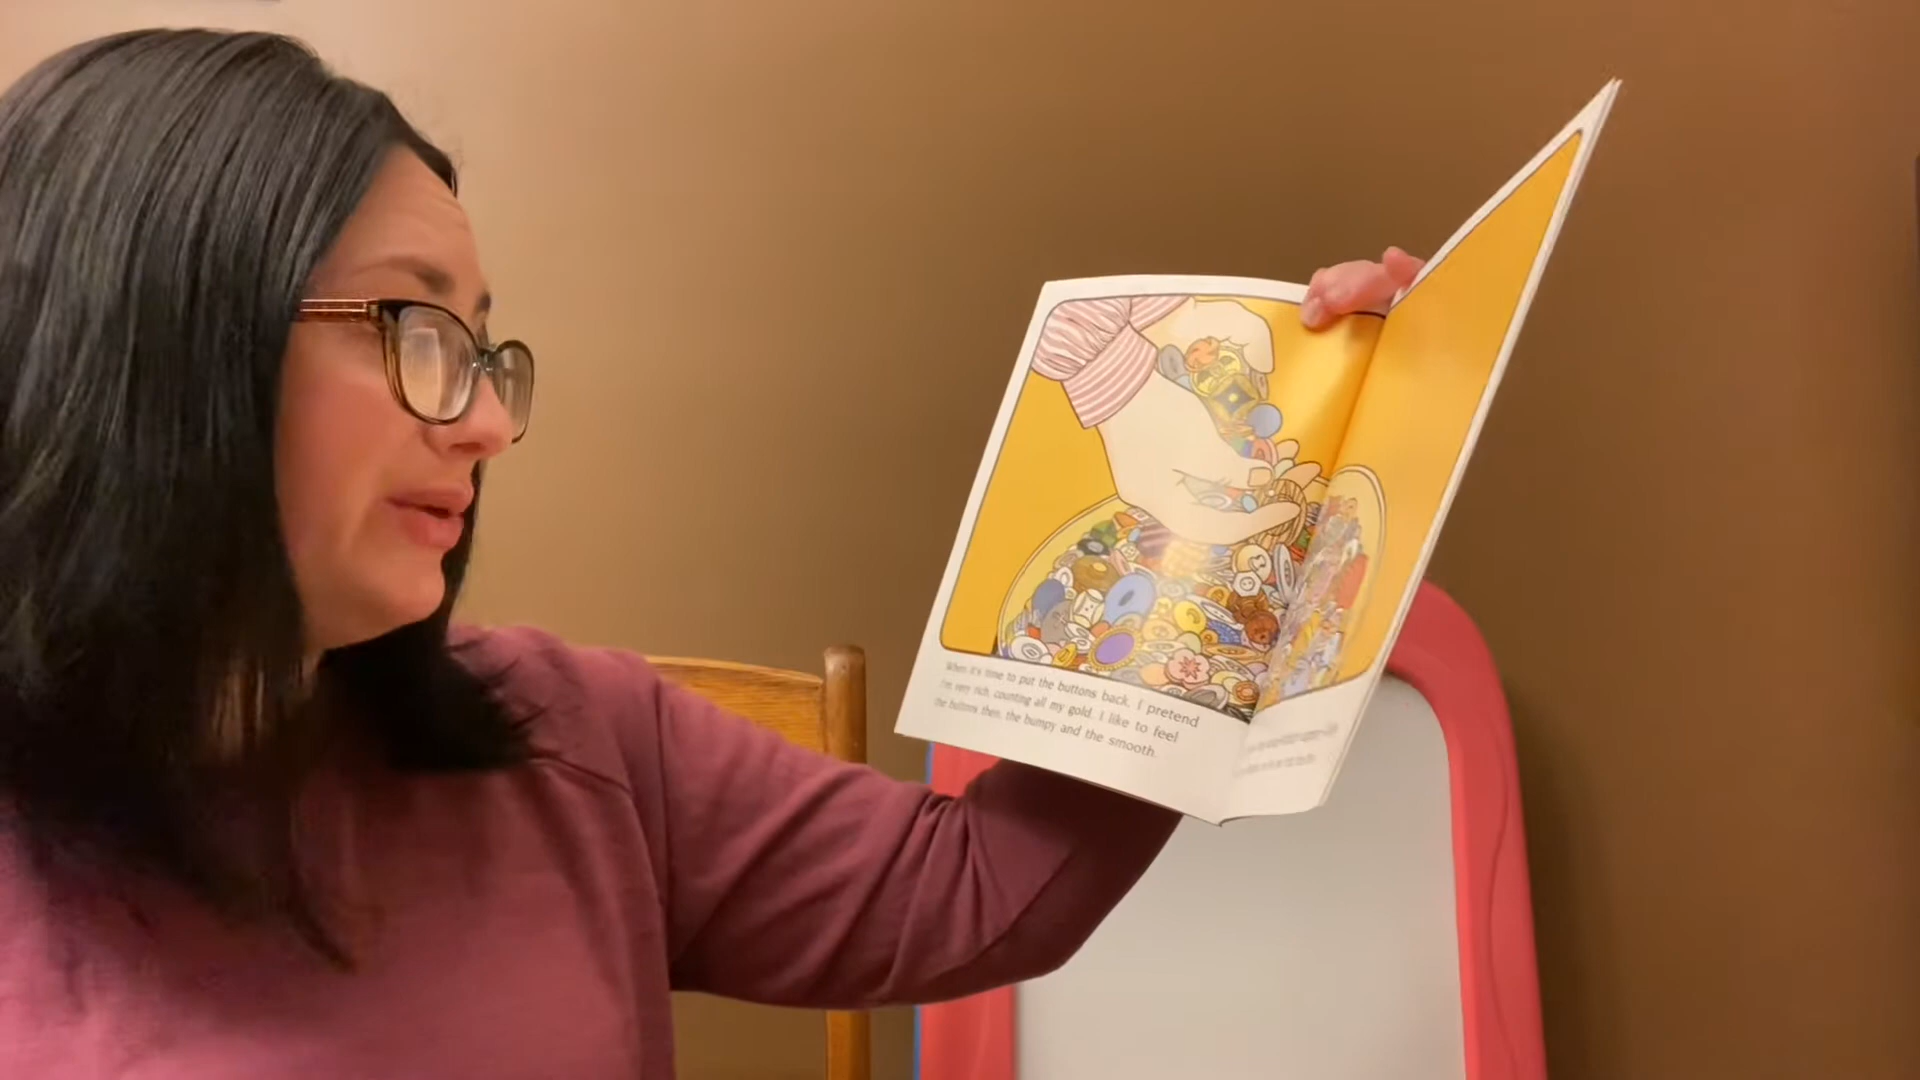 When it's time to put the buttons back, I pretend
I'm very rich, counting all my gold. I like to feel
the buttons then, the bumpy and the smooth.